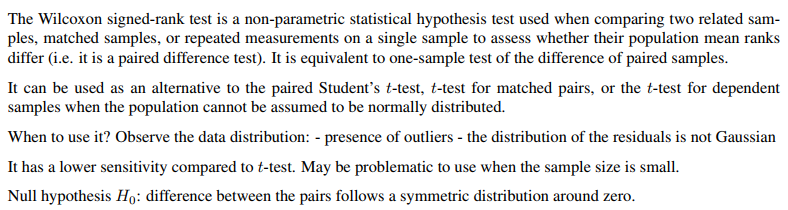 The Wilcoxon signed-rank test is a non-parametric statistical hypothesis test used when comparing two related sam-
ples, matched samples, or repeated measurements on a single sample to assess whether their population mean ranks
differ (i.e. it is a paired difference test). It is equivalent to one-sample test of the difference of paired samples.
It can be used as an alternative to the paired Student’s t-test, t-test for matched pairs, or the t-test for dependent
samples when the population cannot be assumed to be normally distributed.
When to use it? Observe the data distribution: - presence of outliers - the distribution of the residuals is not Gaussian
It has a lower sensitivity compared to t-test. May be problematic to use when the sample size is small.
Null hypothesis H₀: difference between the pairs follows a symmetric distribution around zero.